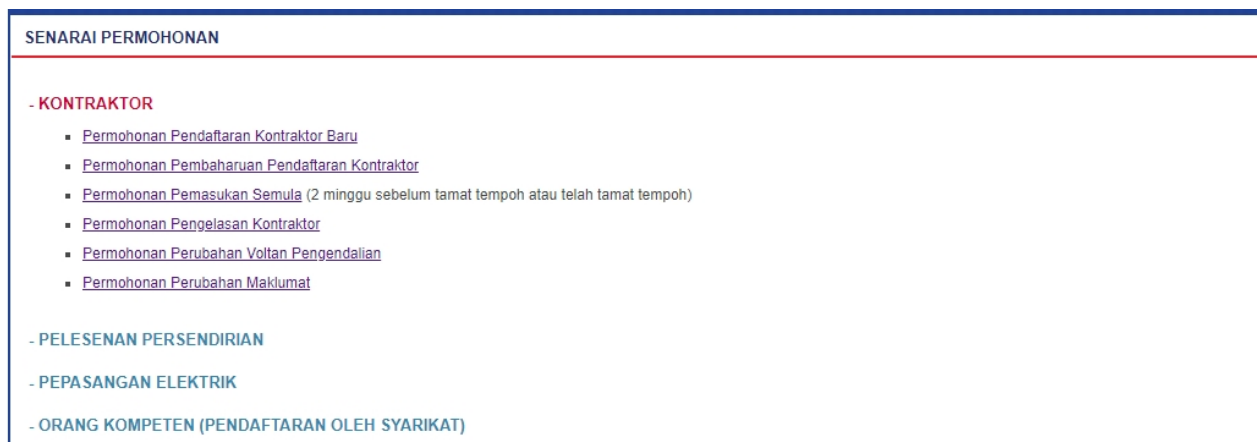 SENARAI PERMOHONAN
- KONTRAKTOR
Permohonan Pendaftaran Kontraktor Baru
Permohonan Pembaharuan Pendaftaran Kontraktor
Permohonan Pemasukan Semula (2 minggu sebelum tamat tempoh atau telah tamat tempoh)
Permohonan Pengelasan Kontraktor
Permohonan Perubahan Voltan Pengendalian
Permohonan Perubahan Maklumat
- PELESENAN PERSENDIRIAN
- PEPASANGAN ELEKTRIK
- ORANG KOMPETEN (PENDAFTARAN OLEH SYARIKAT)